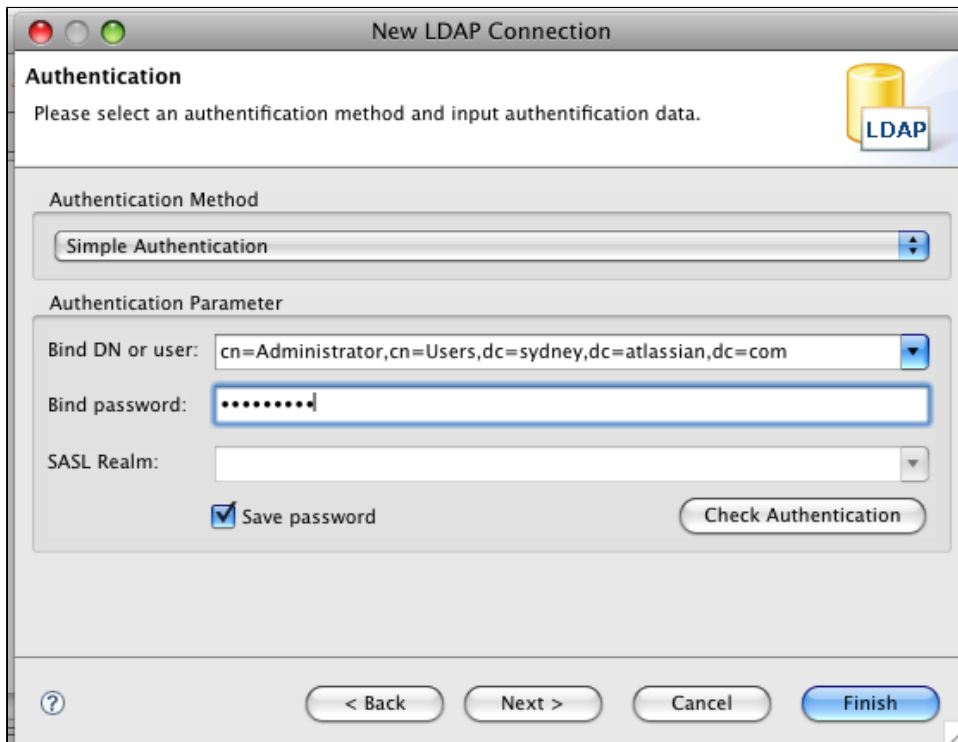 New LDAP Connection
Authentication
Please select an authentification method and input authentification data.
LDAP
Authentication Method
Simple Authentication
Authentication Parameter
Bind DN or user: cn=Administrator,cn=Users,dc=sydney,dc=atlassian,dc=com
Bind password: •••••••••
SASL Realm:
Save password Check Authentication
? < Back Next > Cancel Finish